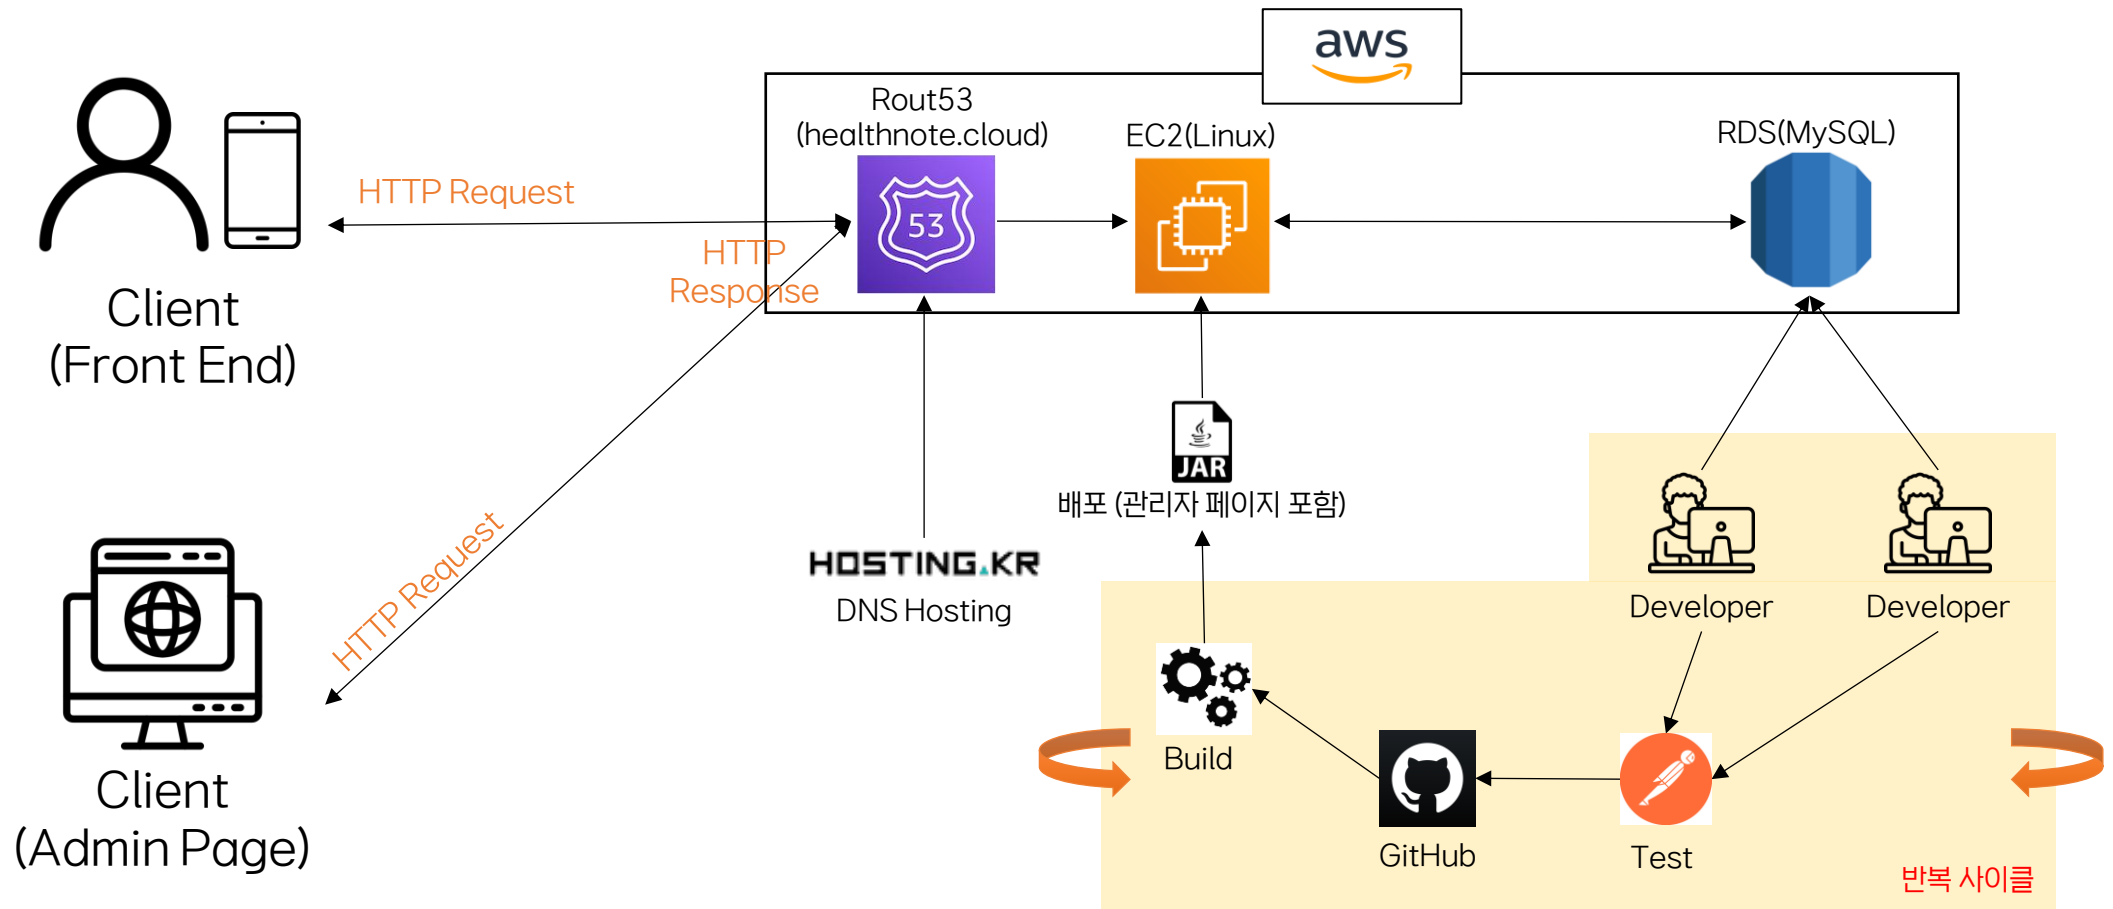 aws
Rout53
(healthnote.cloud)
EC2(Linux)
RDS(MySQL)
53
HTTP Request
HTTP
Response
Client
(Front End)
JAR
배포 (관리자 페이지 포함)
HTTP Request
HOSTING.KR
DNS Hosting
Developer
Developer
Build
Client
(Admin Page)
GitHub
Test
반복 사이클